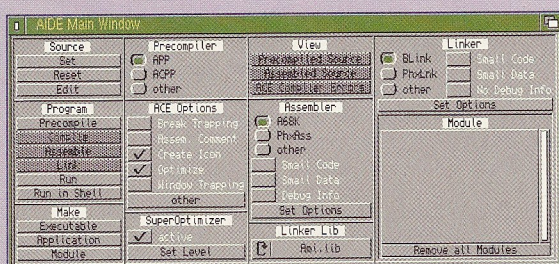 AIDE Main Window
Source
Set
Reset
Edit
Program
Precompile
Compile
Assemble
Link
Run
Run in Shell
Make
Executable
Application
Module
Precompiler
APP
ACPP
other
ACE Options
Break Trapping
Assem. Comment
Create Icon
Optimize
Window Trapping
other
SuperOptimizer
active
Set Level
View
Precompiled Source
Assembled Source
ACE Compiler Errors
Assembler
A68K
PhxAss
other
Small Code
Small Data
Debug Info
Set Options
Linker Lib
Ami.lib
Linker
BLink
PhxLnk
other
Small Code
Small Data
No Debug Info
Set Options
Module
Remove all Modules